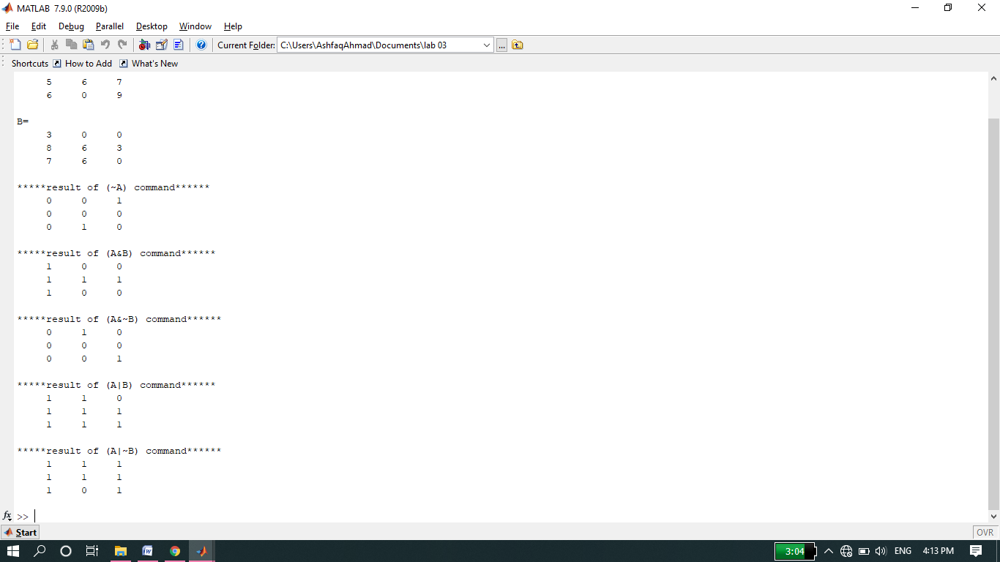 MATLAB 7.9.0 (R2009b)
File Edit Debug Parallel Desktop Window Help
Current Folder: C:\Users\AshfaqAhmad\Documents\lab 03 ...
Shortcuts How to Add What's New
5 6 7
6 0 9
B=
3 0 0
8 6 3
7 6 0
*****result of (~A) command******
0 0 1
0 0 0
0 1 0
*****result of (A&B) command******
1 0 0
1 1 1
1 0 0
*****result of (A&~B) command******
0 1 0
0 0 0
0 0 1
*****result of (A|B) command******
1 1 0
1 1 1
1 1 1
*****result of (A|~B) command******
1 1 1
1 1 1
1 0 1
fx >>
Start OVR
3:04 ENG 4:13 PM